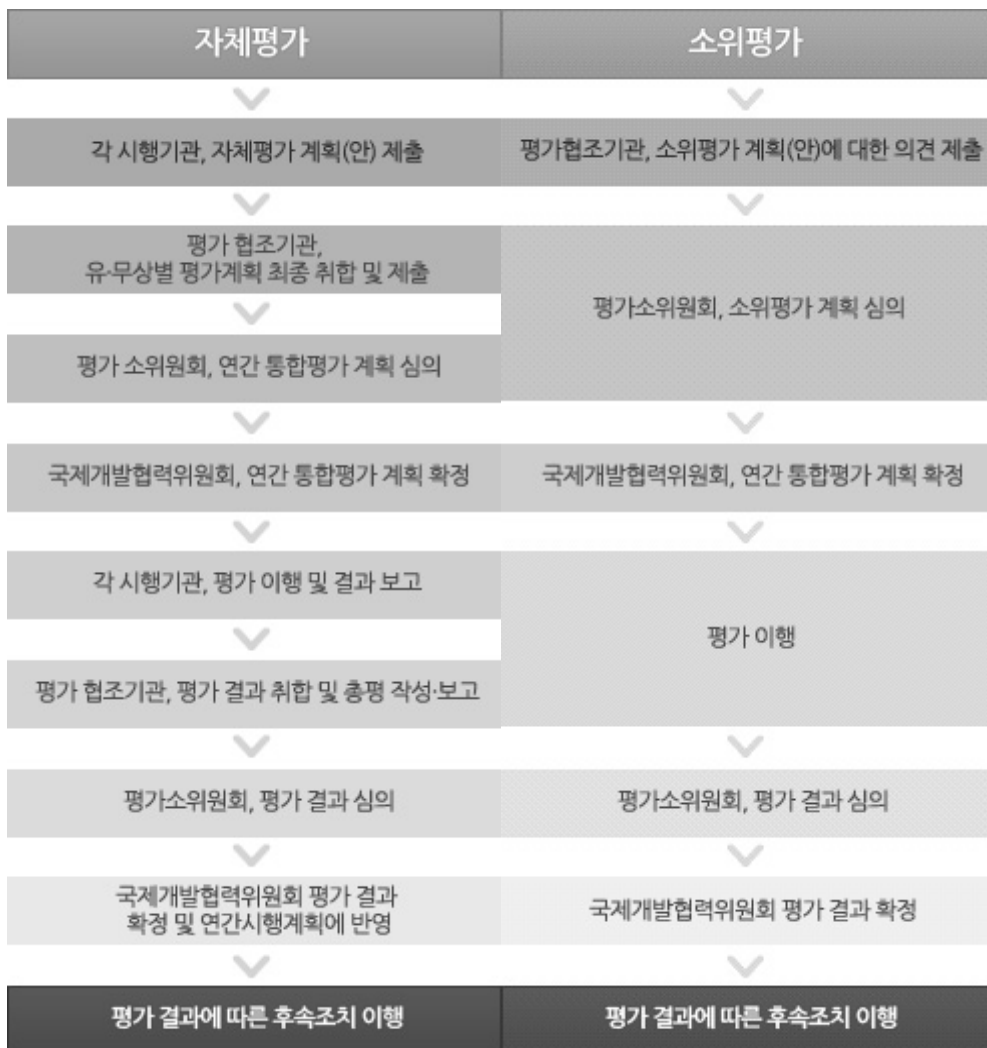 자체평가
각 시행기관, 자체평가 계획(안) 제출
평가 협조기관,
유·무상별 평가계획 최종 취합 및 제출
평가 소위원회, 연간 통합평가 계획 심의
국제개발협력위원회, 연간 통합평가 계획 확정
각 시행기관, 평가 이행 및 결과 보고
평가 협조기관, 평가 결과 취합 및 총평 작성·보고
평가소위원회, 평가 결과 심의
국제개발협력위원회 평가 결과
확정 및 연간시행계획에 반영
평가 결과에 따른 후속조치 이행
소위평가
평가협조기관, 소위평가 계획(안)에 대한 의견 제출
평가소위원회, 소위평가 계획 심의
국제개발협력위원회, 연간 통합평가 계획 확정
평가 이행
평가소위원회, 평가 결과 심의
국제개발협력위원회 평가 결과 확정
평가 결과에 따른 후속조치 이행